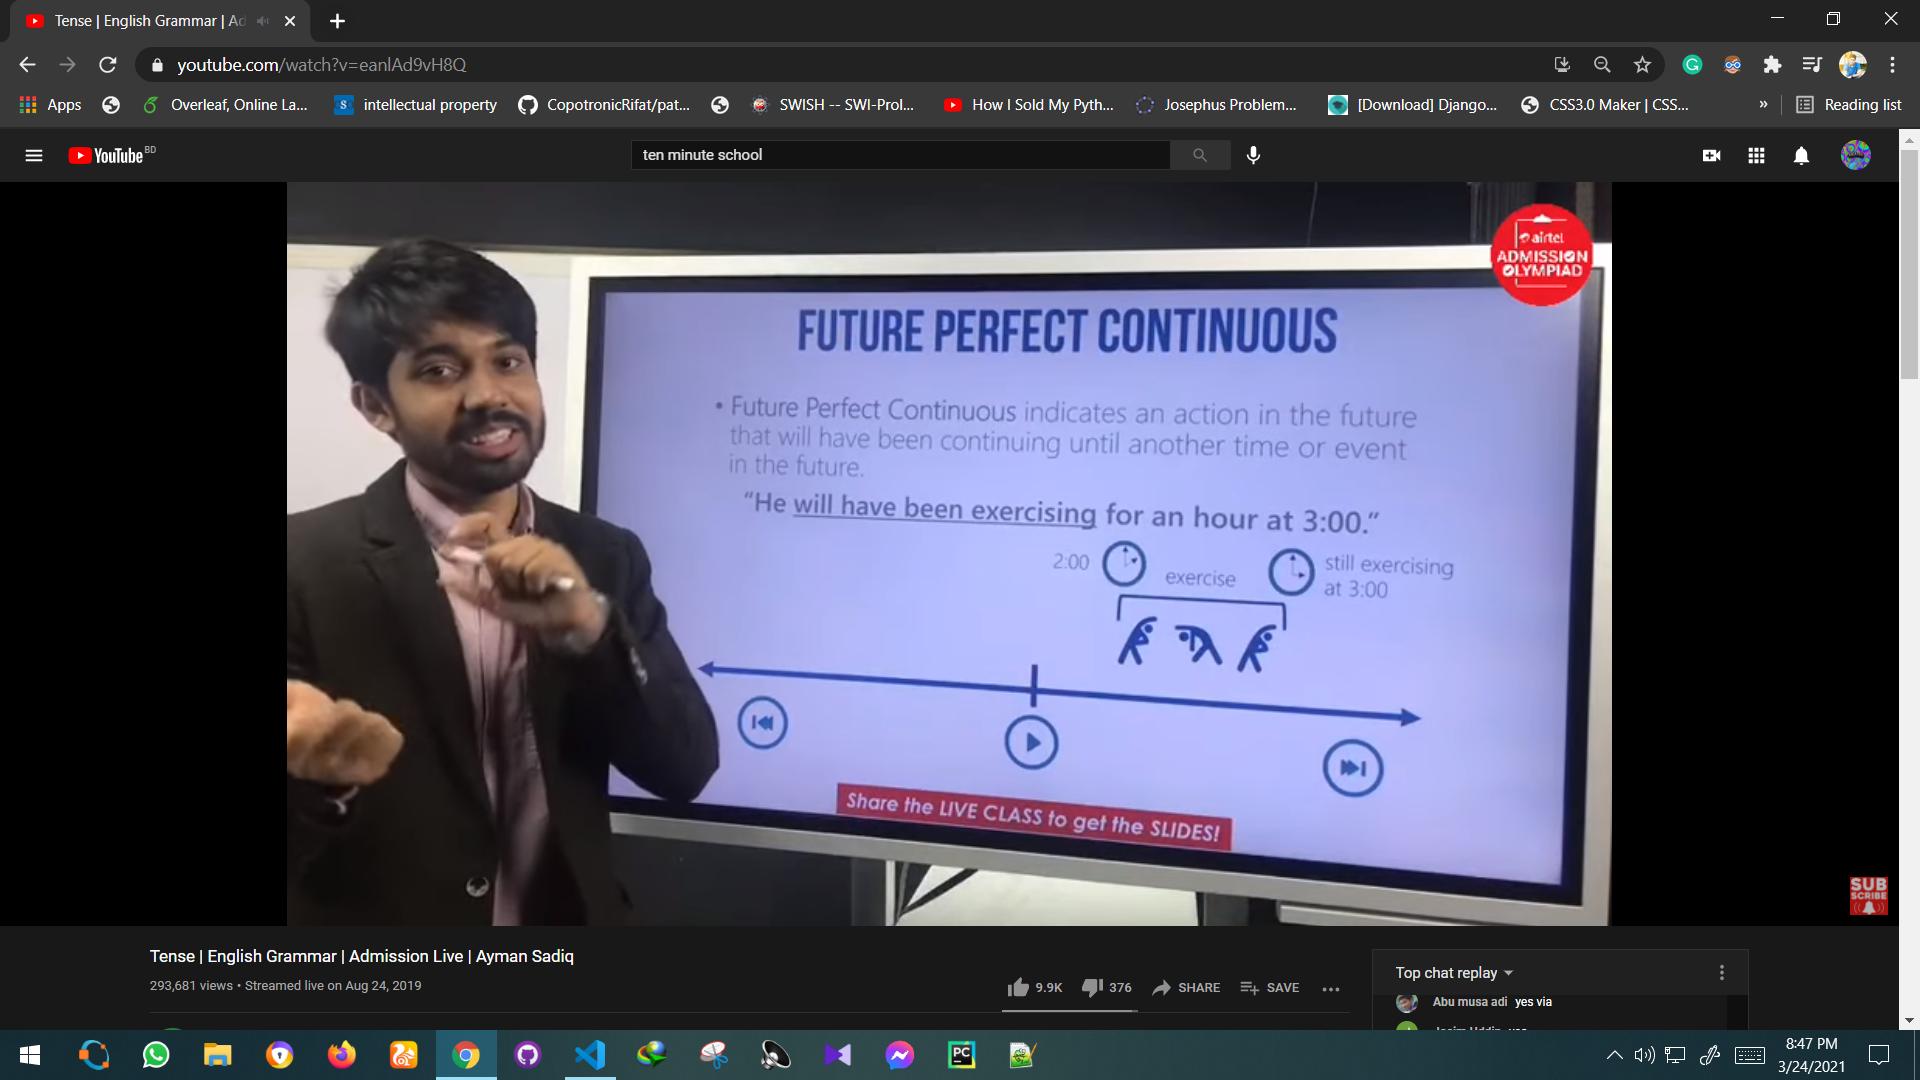 Tense | English Grammar | Ad
youtube.com/watch?v=eanlAd9vH8Q
Apps
Overleaf, Online La...
intellectual property
CopotronicRifat/pat...
SWISH -- SWI-Prol...
How I Sold My Pyth...
Josephus Problem...
[Download] Django...
CSS3.0 Maker | CSS...
»
Reading list
YouTube BD
ten minute school
airtel
ADMISSION
OLYMPIAD
FUTURE PERFECT CONTINUOUS
• Future Perfect Continuous indicates an action in the future
that will have been continuing until another time or event
in the future.
“He will have been exercising for an hour at 3:00.”
2:00
exercise
still exercising
at 3:00
Share the LIVE CLASS to get the SLIDES!
SUB
SCRIBE
Tense | English Grammar | Admission Live | Ayman Sadiq
293,681 views • Streamed live on Aug 24, 2019
9.9K
376
SHARE
SAVE
Top chat replay
Abu musa adi yes via
PC
8:47 PM
3/24/2021